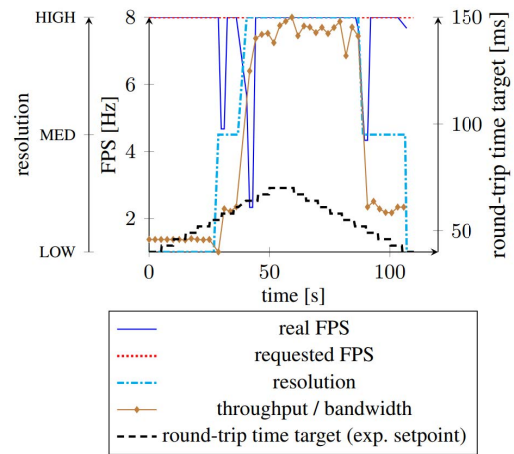 HIGH
MED
LOW
resolution
8
6
4
2
FPS [Hz]
0
50
100
time [s]
150
100
50
round-trip time target [ms]
real FPS
requested FPS
resolution
throughput / bandwidth
round-trip time target (exp. setpoint)